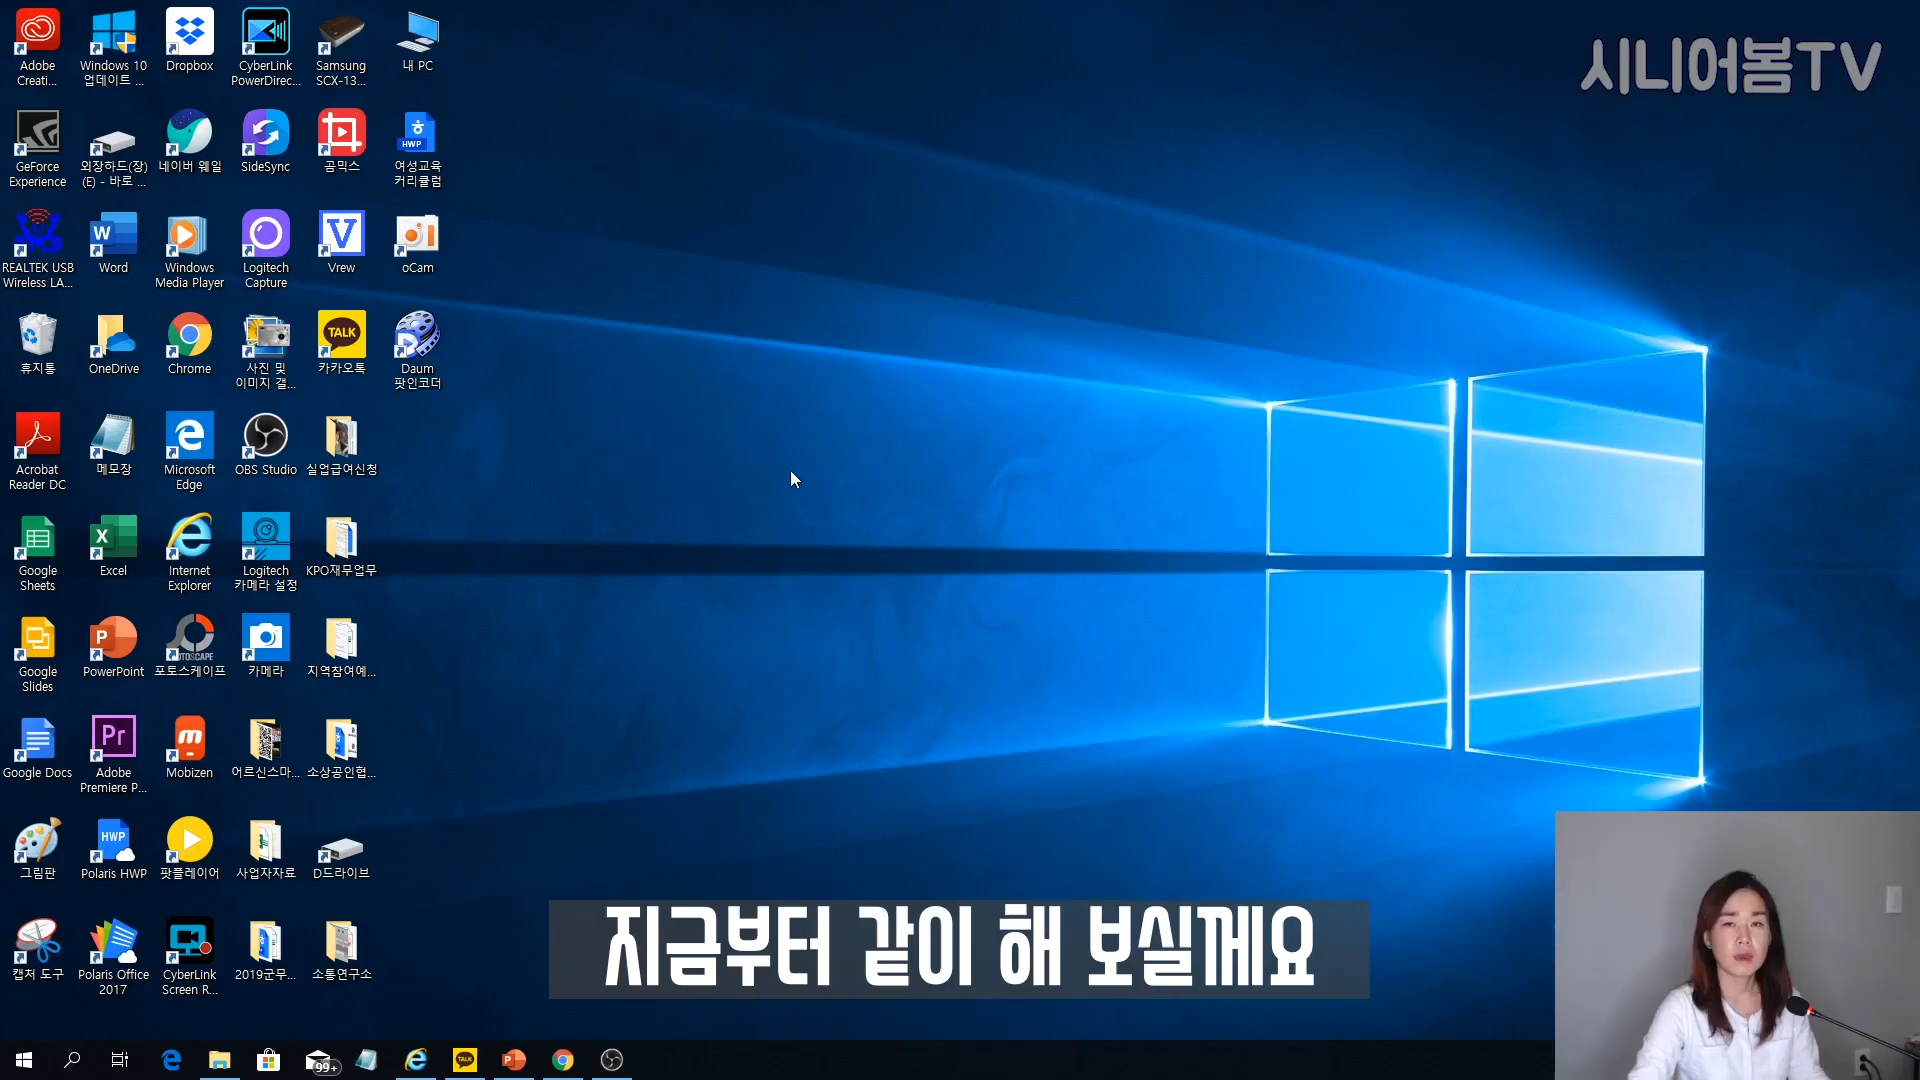 Adobe
Creati...
Windows 10
업데이트 ...
Dropbox
CyberLink
PowerDirec...
Samsung
SCX-13...
내 PC
시니어봄TV
GeForce
Experience
외장하드(장)
(E) - 바로 ...
네이버 웨일
SideSync
곰믹스
HWP
여성교육
커리큘럼
REALTEK USB
Wireless LA...
W
Word
Windows
Media Player
Logitech
Capture
V
Vrew
oCam
휴지통
OneDrive
Chrome
사진 및
이미지 갤...
TALK
카카오톡
Daum
팟인코더
Acrobat
Reader DC
메모장
Microsoft
Edge
OBS Studio
실업급여신청
Google
Sheets
X
Excel
Internet
Explorer
Logitech
카메라 설정
KPO재무업무
Google
Slides
P
PowerPoint
포토스케이프
카메라
지역참여예...
Google Docs
Pr
Adobe
Premiere P...
m
Mobizen
어르신스마...
소상공인협...
그림판
HWP
Polaris HWP
팟플레이어
사업자자료
D드라이브
캡처 도구
Polaris Office
2017
CyberLink
Screen R...
2019군무...
소통연구소
지금부터 같이 해 보실께요
99+
TALK
P